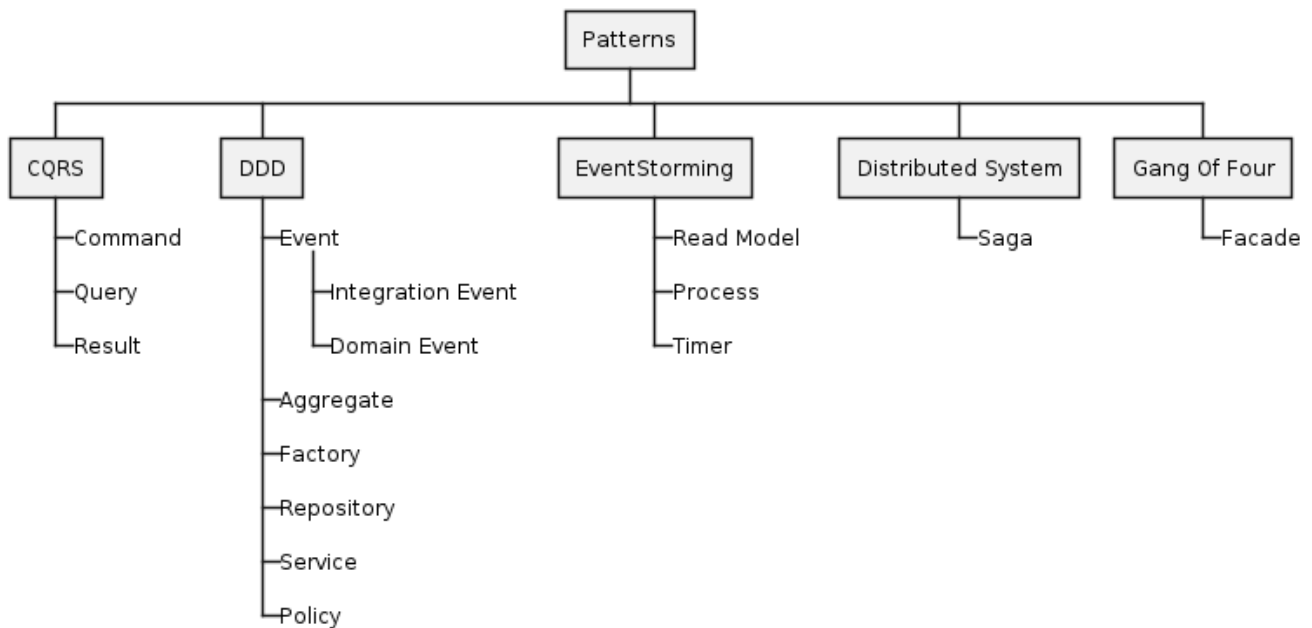 Patterns
CQRS
DDD
EventStorming
Distributed System
Gang Of Four
Command
Query
Result
Event
Integration Event
Domain Event
Aggregate
Factory
Repository
Service
Policy
Read Model
Process
Timer
Saga
Facade